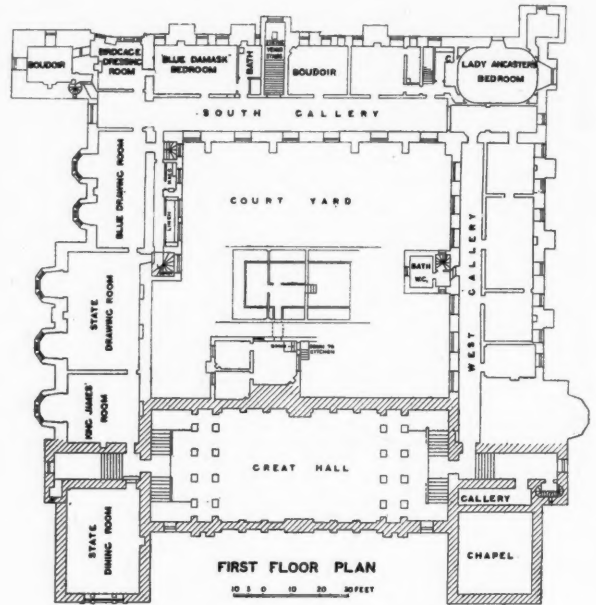 BOUDOIR
BIRDCAGE
DRESSING
ROOM
BLUE DAMASK
BEDROOM
BATH
BOUDOIR
LADY ANCASTER'S
BEDROOM
SOUTH GALLERY
BLUE DRAWING ROOM
LINEN
COURT YARD
BATH
W.C.
WEST GALLERY
STATE
DRAWING ROOM
DOWN TO
KITCHEN
KING JAMES'
ROOM
GREAT HALL
GALLERY
STATE
DINING ROOM
CHAPEL
FIRST FLOOR PLAN
10 5 0 10 20 30 FEET